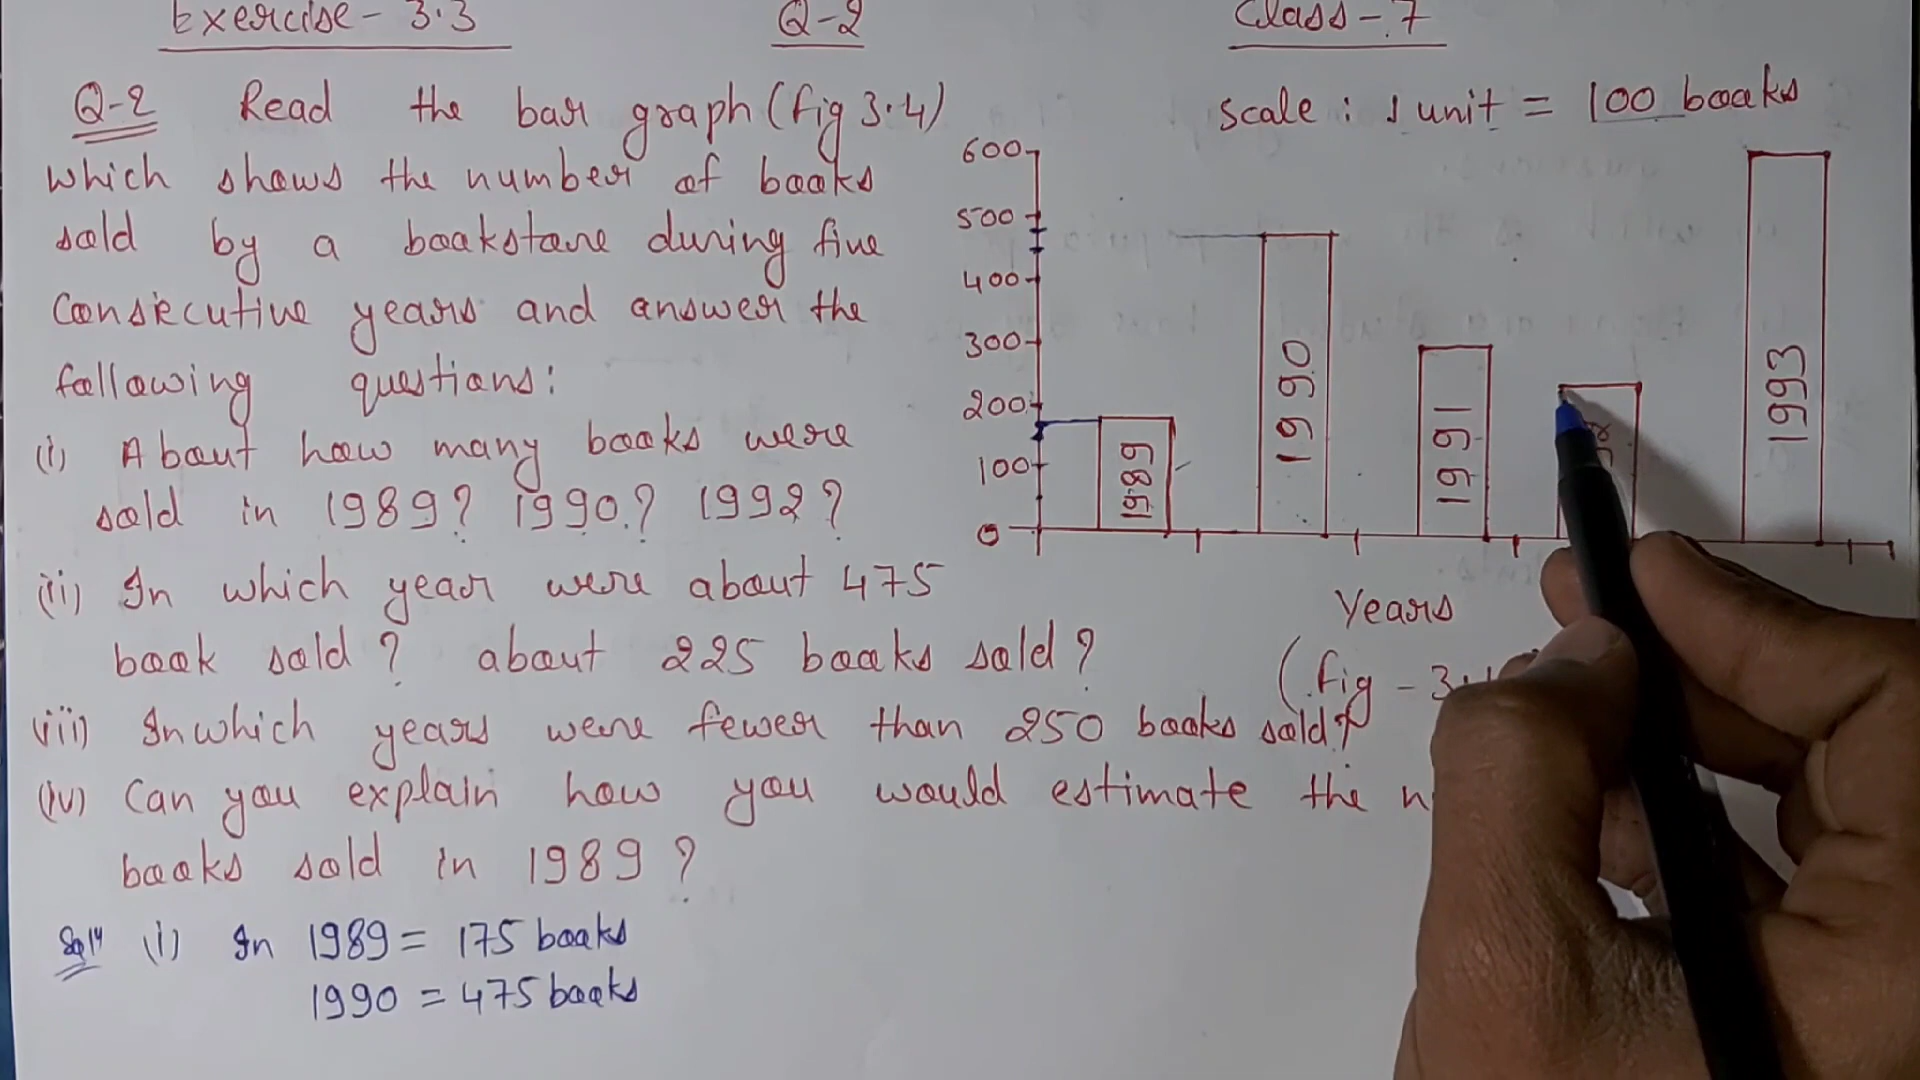 Exercise - 3.3 Q-2 Class - 7
Q-2 Read the bar graph (fig 3.4)
which shows the number of books
sold by a bookstore during five
consecutive years and answer the
following questions:
(i) About how many books were
sold in 1989? 1990? 1992?
(ii) In which year were about 475
book sold? about 225 books sold?
(iii) In which years were fewer than 250 books sold?
(iv) Can you explain how you would estimate the
books sold in 1989?
Solⁿ (i) In 1989 = 175 books
1990 = 475 books
scale : 1 unit = 100 books
600
500
400
300
200
100
0
1989
1990
1991
1993
Years
(fig -